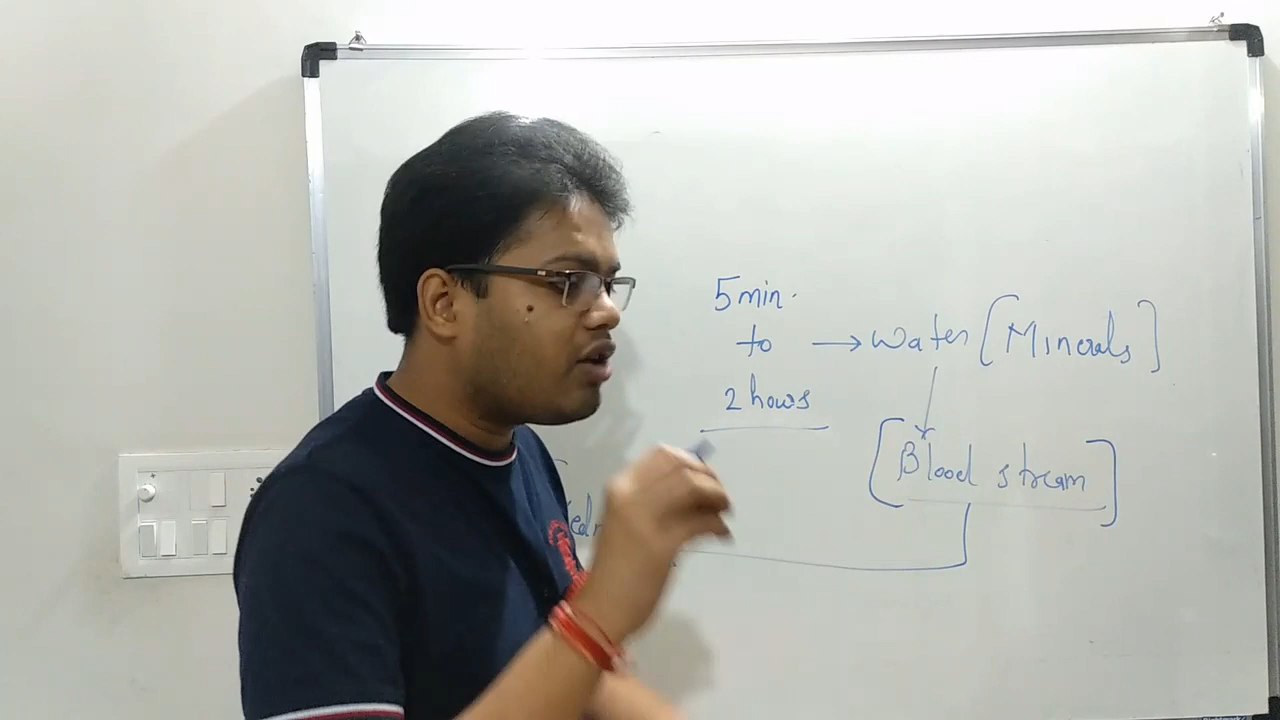 5 min.
to → Water [Minerals]
2 hours
[Blood stream]